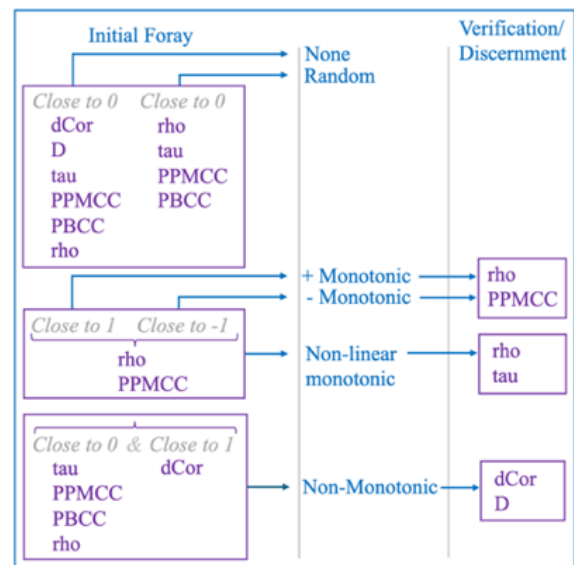 Initial Foray
Verification/
Discernment
None
Random
Close to 0 Close to 0
dCor rho
D tau
tau PPMCC
PPMCC PBCC
PBCC
rho
+ Monotonic
- Monotonic
rho
PPMCC
Close to 1 Close to -1
rho
PPMCC
Non-linear
monotonic
rho
tau
Close to 0 & Close to 1
tau dCor
PPMCC
PBCC
rho
Non-Monotonic
dCor
D